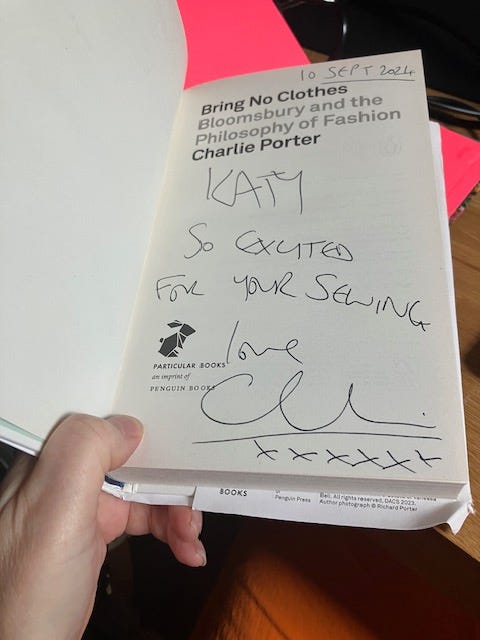 10 SEPT 2024
Bring No Clothes
Bloomsbury and the
Philosophy of Fashion
Charlie Porter
KATY
SO EXCITED
FOR YOUR SEWING
love
PARTICULAR BOOKS
an imprint of
PENGUIN BOOKS
Ch
xxxxxx
BOOKS
Penguin Press
Bell. All rights reserved, DACS 2023.
Author photograph © Richard Porter